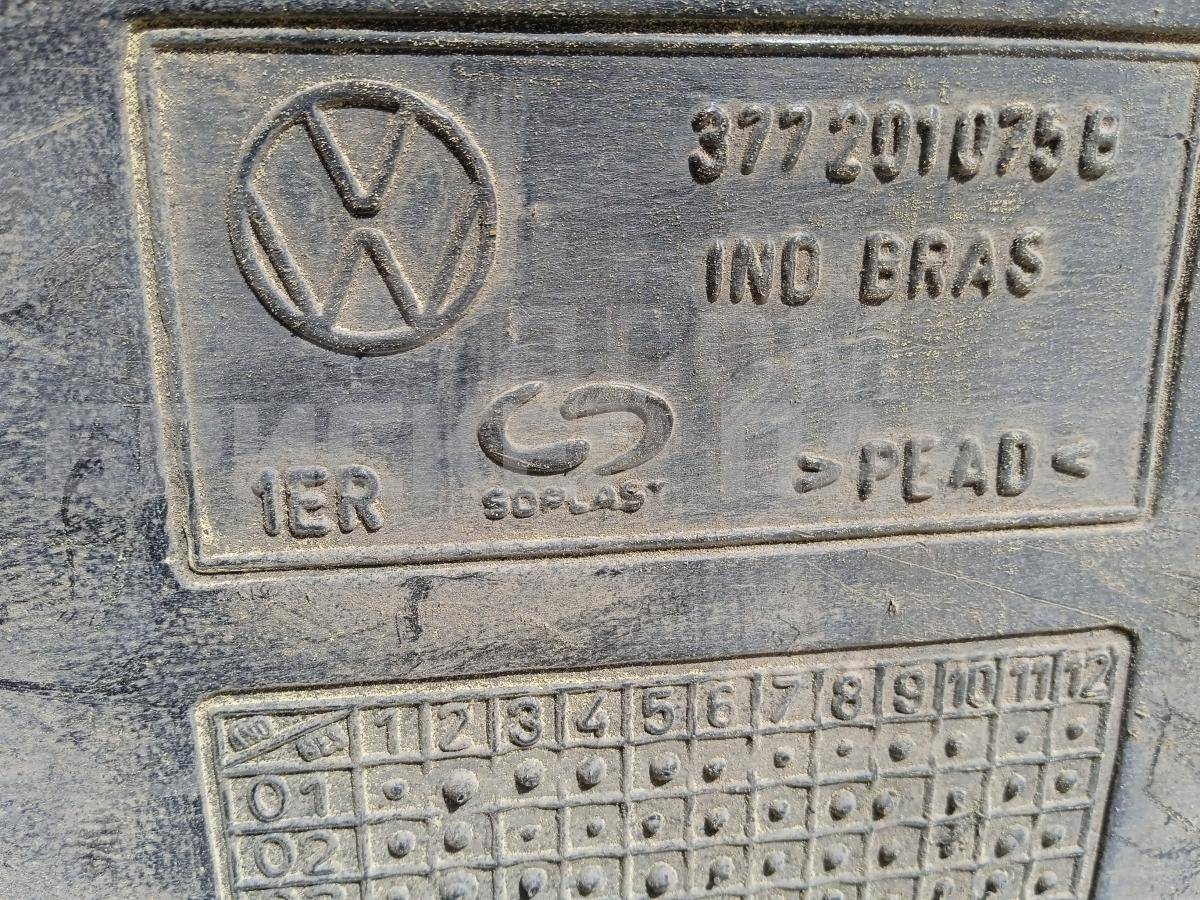 377201075B
IND BRAS
SOPLAST
1ER
>PEAD<
1 2 3 4 5 6 7 8 9 10 11 12
01
02